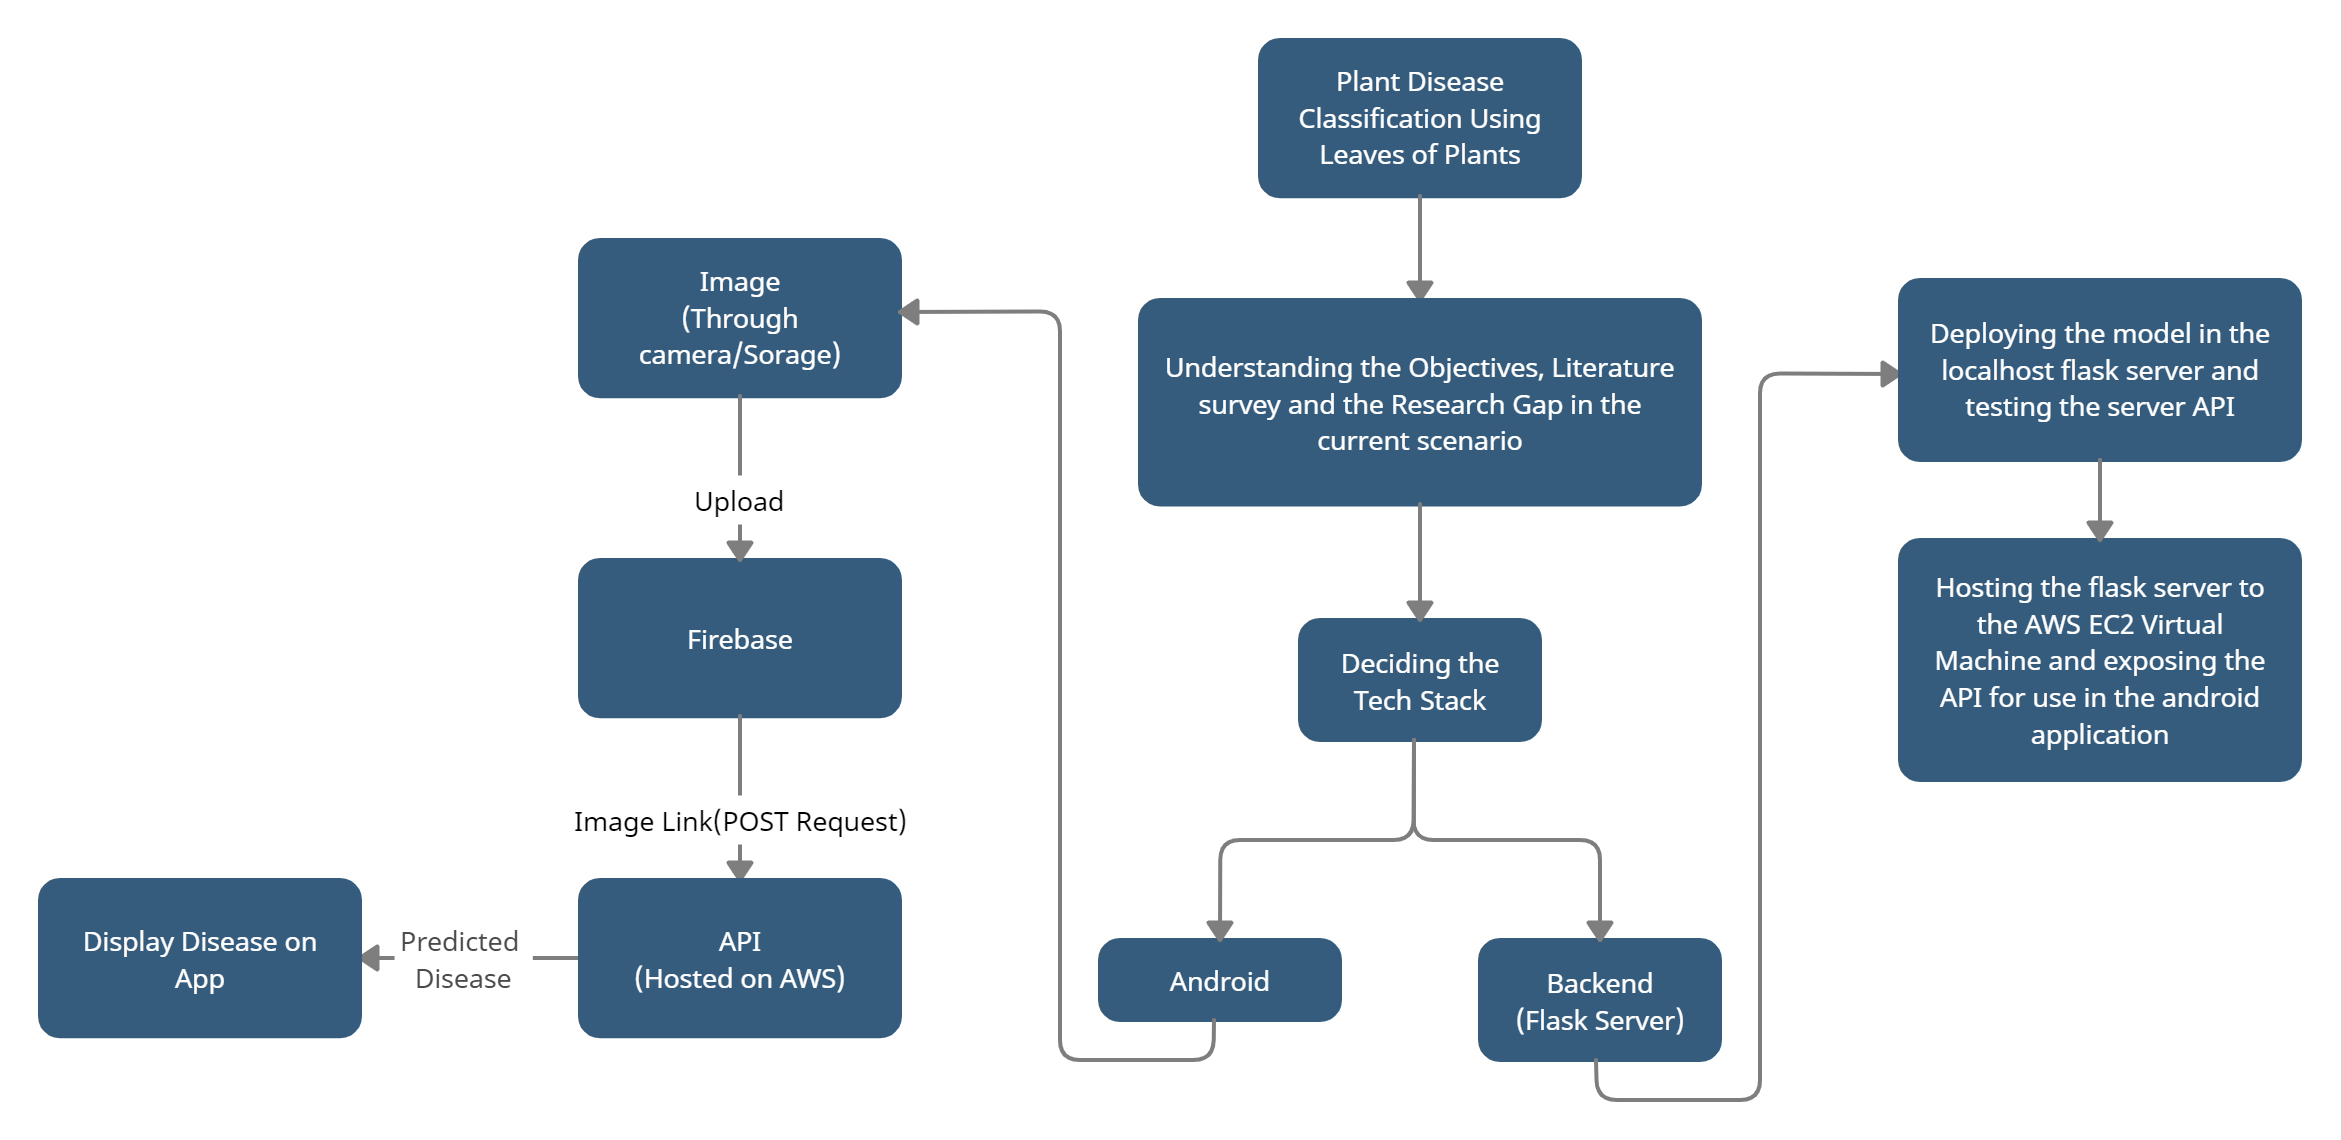 Plant Disease
Classification Using
Leaves of Plants
Understanding the Objectives, Literature
survey and the Research Gap in the
current scenario
Deciding the
Tech Stack
Android
Backend
(Flask Server)
Image
(Through
camera/Sorage)
Upload
Firebase
Image Link(POST Request)
API
(Hosted on AWS)
Predicted
Disease
Display Disease on
App
Deploying the model in the
localhost flask server and
testing the server API
Hosting the flask server to
the AWS EC2 Virtual
Machine and exposing the
API for use in the android
application